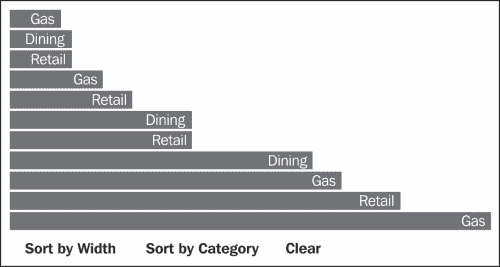 Gas
Dining
Retail
Gas
Retail
Dining
Retail
Dining
Gas
Retail
Gas
Sort by Width Sort by Category Clear